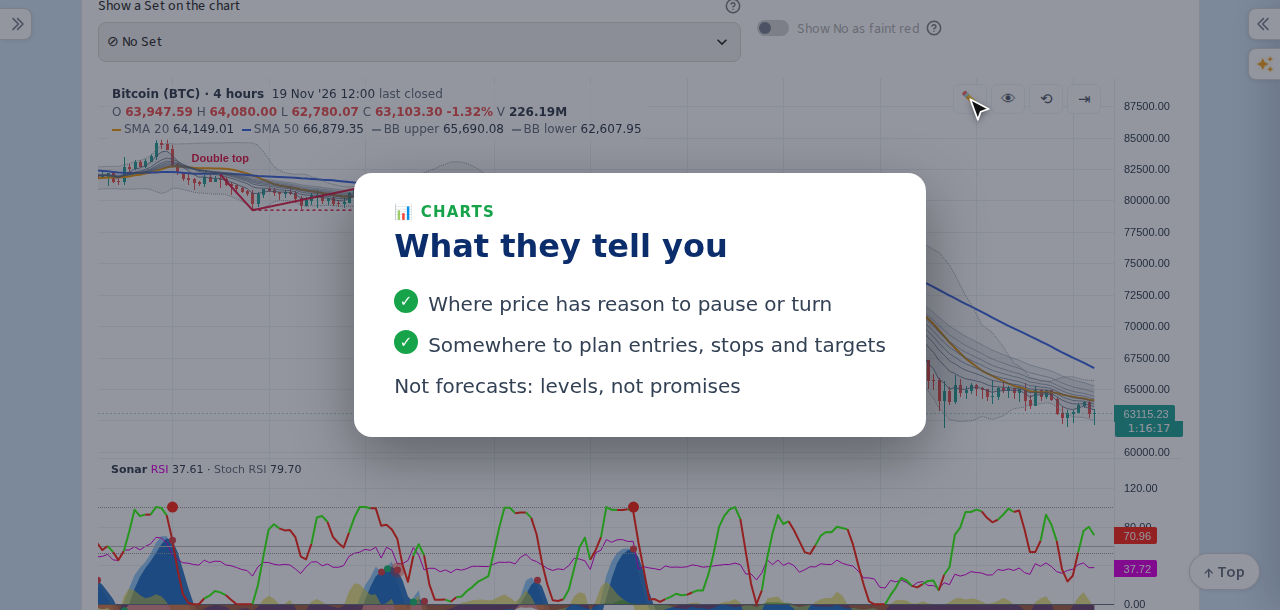 Show a Set on the chart
⊘ No Set
Show No as faint red
Bitcoin (BTC) · 4 hours 19 Nov '26 12:00 last closed
O 63,947.59 H 64,080.00 L 62,780.07 C 63,103.30 -1.32% V 226.19M
SMA 20 64,149.01 SMA 50 66,879.35 BB upper 65,690.08 BB lower 62,607.95
Double top
📊 CHARTS
What they tell you
Where price has reason to pause or turn
Somewhere to plan entries, stops and targets
Not forecasts: levels, not promises
87500.00
85000.00
82500.00
80000.00
77500.00
75000.00
72500.00
70000.00
67500.00
65000.00
63115.23
1:16:17
60000.00
Sonar RSI 37.61 · Stoch RSI 79.70
120.00
80.00
70.96
37.72
0.00
↑ Top